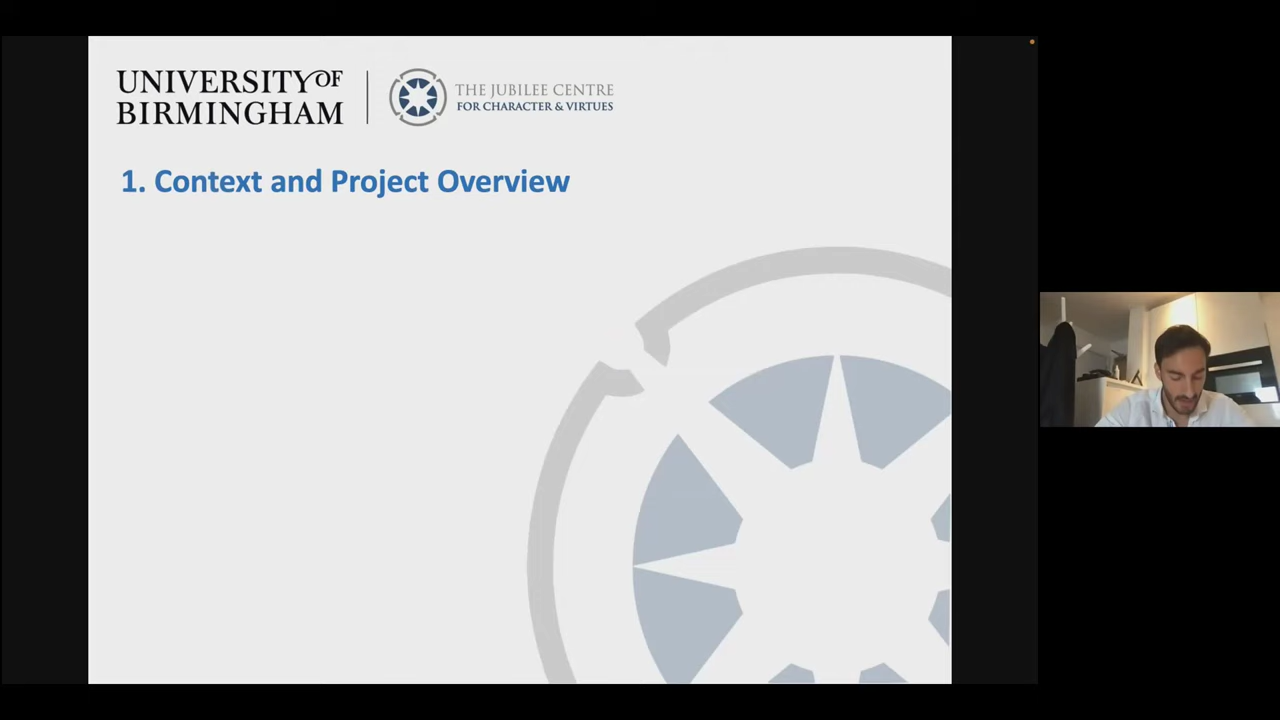 UNIVERSITY OF
BIRMINGHAM
THE JUBILEE CENTRE
FOR CHARACTER & VIRTUES
1. Context and Project Overview